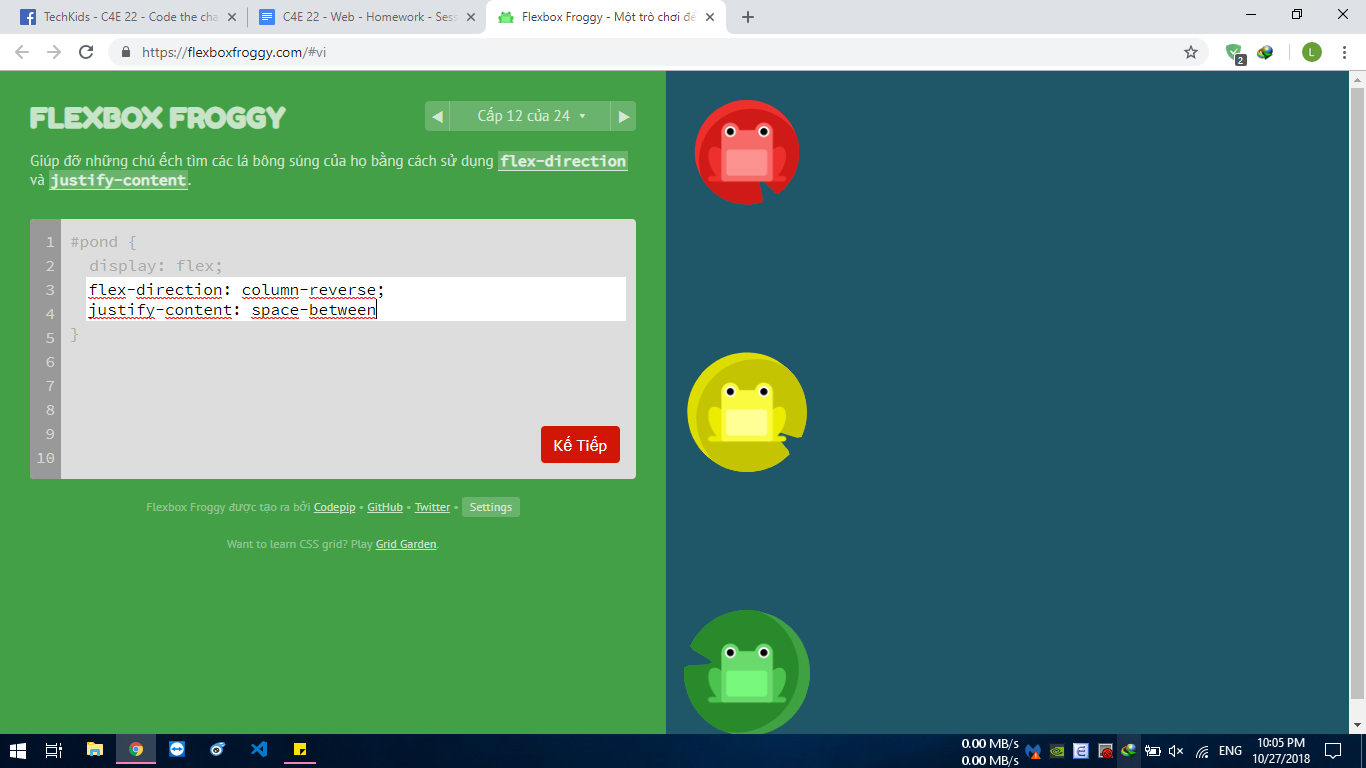 TechKids - C4E 22 - Code the cha
C4E 22 - Web - Homework - Sess
Flexbox Froggy - Một trò chơi để
https://flexboxfroggy.com/#vi
2
L
FLEXBOX FROGGY
◀ Cấp 12 của 24 ▼ ▶
Giúp đỡ những chú ếch tìm các lá bông súng của họ bằng cách sử dụng flex-direction
và justify-content.
1 #pond {
2 display: flex;
3 flex-direction: column-reverse;
4 justify-content: space-between
5 }
6
7
8
9
10
Kế Tiếp
Flexbox Froggy được tạo ra bởi Codepip • GitHub • Twitter • Settings
Want to learn CSS grid? Play Grid Garden.
0.00 MB/s
0.00 MB/s
ENG
10:05 PM
10/27/2018